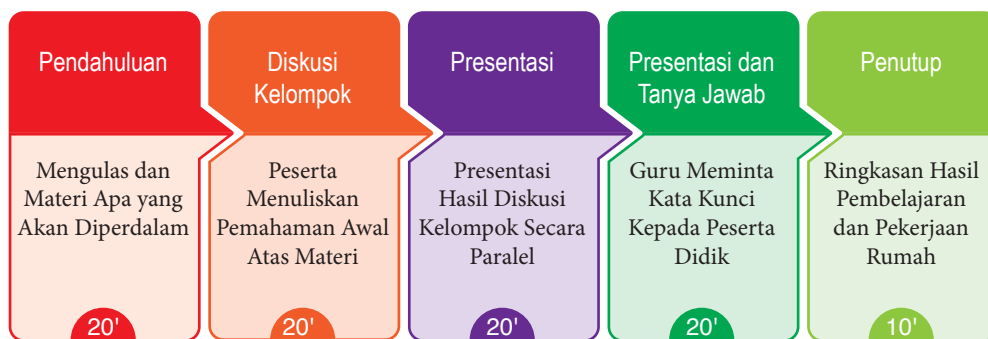 Pendahuluan
Mengulas dan
Materi Apa yang
Akan Diperdalam
20'
Diskusi
Kelompok
Peserta
Menuliskan
Pemahaman Awal
Atas Materi
20'
Presentasi
Presentasi
Hasil Diskusi
Kelompok Secara
Paralel
20'
Presentasi dan
Tanya Jawab
Guru Meminta
Kata Kunci
Kepada Peserta
Didik
20'
Penutup
Ringkasan Hasil
Pembelajaran
dan Pekerjaan
Rumah
10'